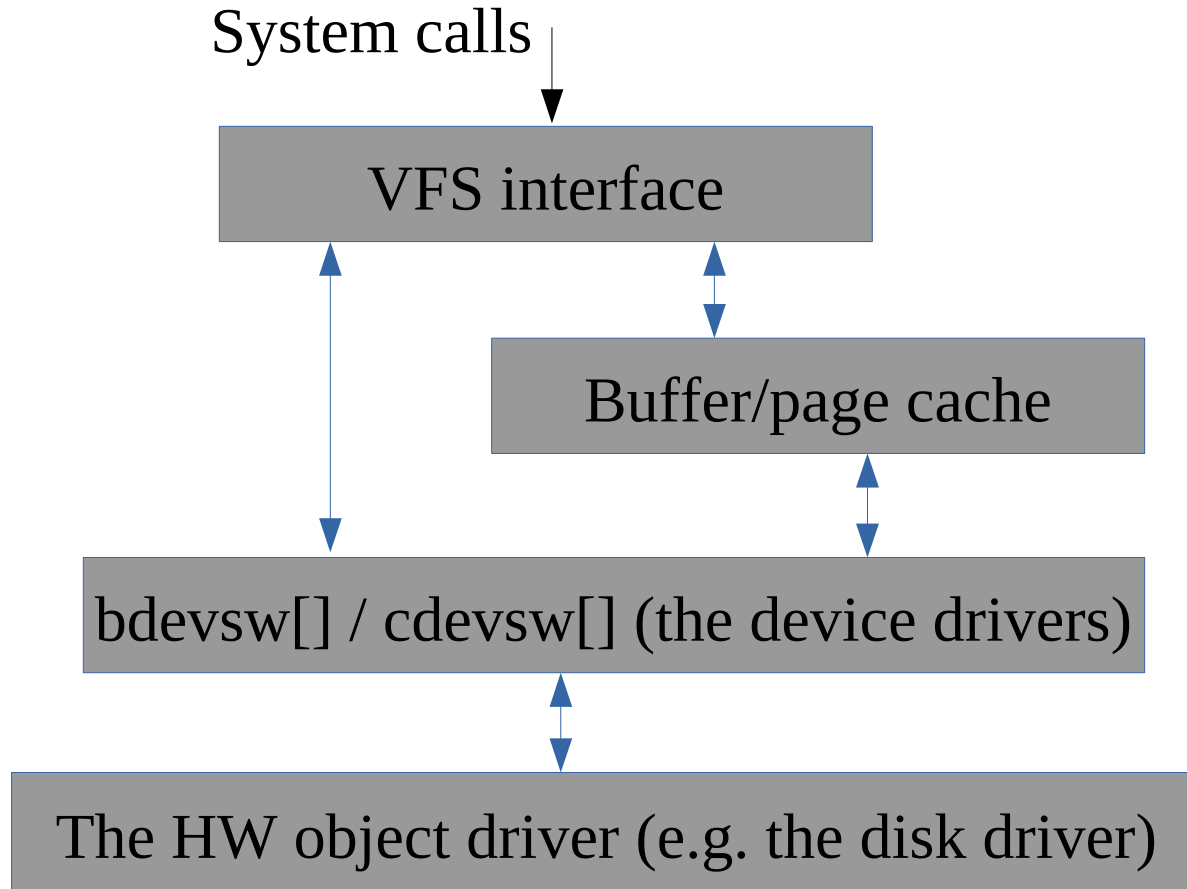 System calls
VFS interface
Buffer/page cache
bdevsw[] / cdevsw[] (the device drivers)
The HW object driver (e.g. the disk driver)